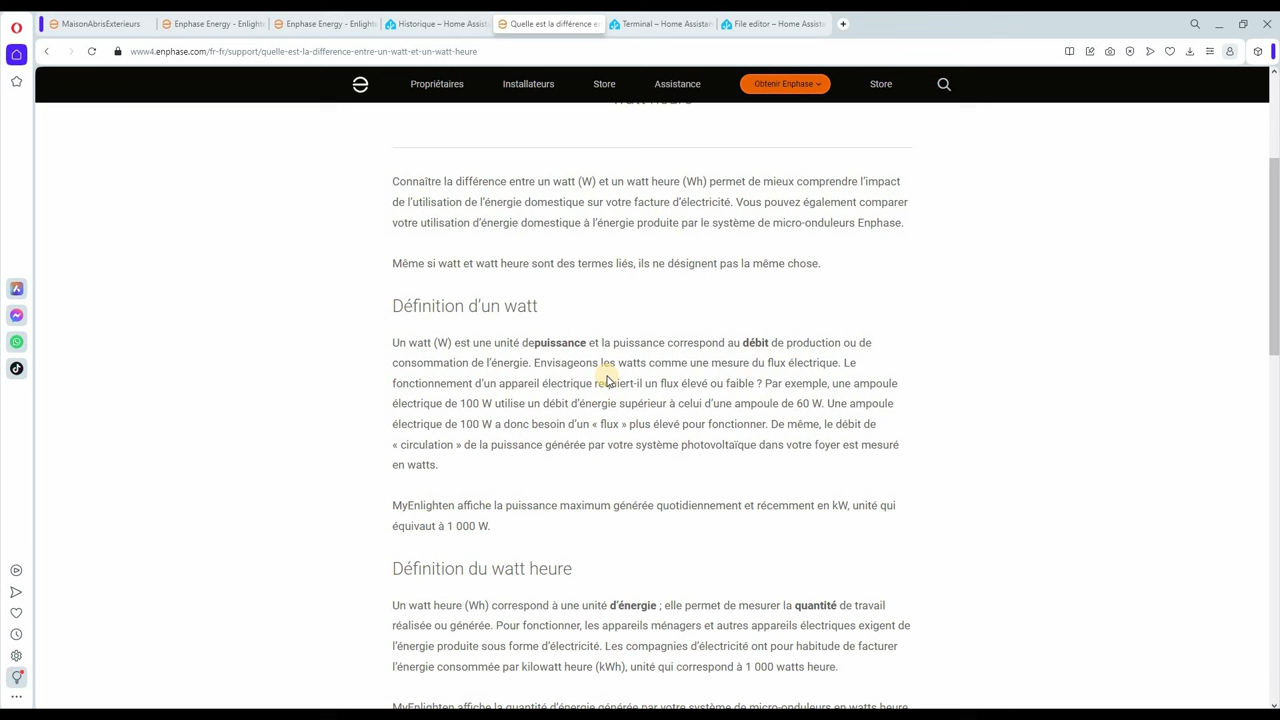 MaisonAbrisExterieurs
Enphase Energy - Enlighte
Enphase Energy - Enlighte
Historique – Home Assist
Quelle est la différence e
Terminal – Home Assistan
File editor – Home Assista
www4.enphase.com/fr-fr/support/quelle-est-la-difference-entre-un-watt-et-un-watt-heure
Propriétaires
Installateurs
Store
Assistance
Obtenir Enphase
Store
Connaître la différence entre un watt (W) et un watt heure (Wh) permet de mieux comprendre l’impact
de l’utilisation de l’énergie domestique sur votre facture d’électricité. Vous pouvez également comparer
votre utilisation d’énergie domestique à l’énergie produite par le système de micro-onduleurs Enphase.
Même si watt et watt heure sont des termes liés, ils ne désignent pas la même chose.
Définition d’un watt
Un watt (W) est une unité depuissance et la puissance correspond au débit de production ou de
consommation de l’énergie. Envisageons les watts comme une mesure du flux électrique. Le
fonctionnement d’un appareil électrique requiert-il un flux élevé ou faible ? Par exemple, une ampoule
électrique de 100 W utilise un débit d’énergie supérieur à celui d’une ampoule de 60 W. Une ampoule
électrique de 100 W a donc besoin d’un « flux » plus élevé pour fonctionner. De même, le débit de
« circulation » de la puissance générée par votre système photovoltaïque dans votre foyer est mesuré
en watts.
MyEnlighten affiche la puissance maximum générée quotidiennement et récemment en kW, unité qui
équivaut à 1 000 W.
Définition du watt heure
Un watt heure (Wh) correspond à une unité d’énergie ; elle permet de mesurer la quantité de travail
réalisée ou générée. Pour fonctionner, les appareils ménagers et autres appareils électriques exigent de
l’énergie produite sous forme d’électricité. Les compagnies d’électricité ont pour habitude de facturer
l’énergie consommée par kilowatt heure (kWh), unité qui correspond à 1 000 watts heure.
MyEnlighten affiche la quantité d’énergie générée par votre système de micro-onduleurs en watts heure